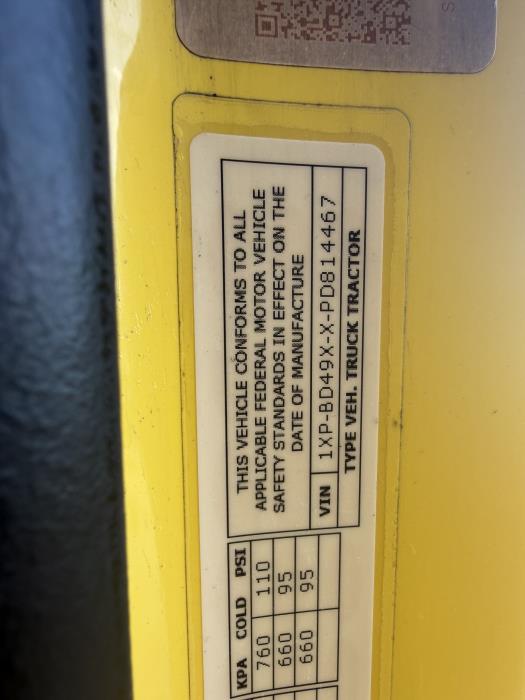 THIS VEHICLE CONFORMS TO ALL
APPLICABLE FEDERAL MOTOR VEHICLE
SAFETY STANDARDS IN EFFECT ON THE
DATE OF MANUFACTURE
VIN 1XP-BD49X-X-PD814467
TYPE VEH. TRUCK TRACTOR
KPA COLD PSI
760 110
660 95
660 95